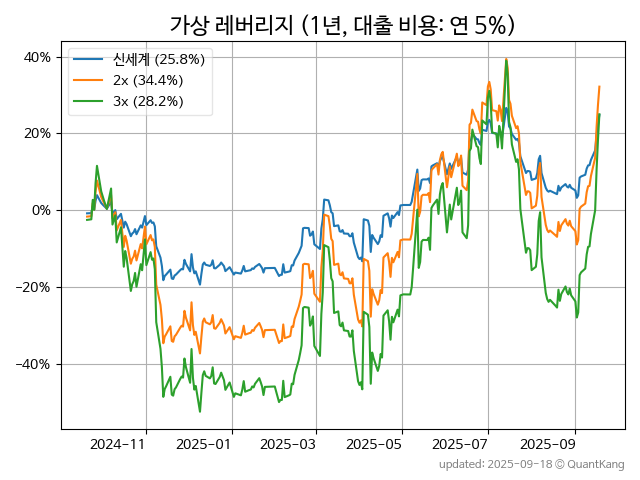 가상 레버리지 (1년, 대출 비용: 연 5%)
신세계 (25.8%)
2x (34.4%)
3x (28.2%)
40%
20%
0%
−20%
−40%
2024-11
2025-01
2025-03
2025-05
2025-07
2025-09
updated: 2025-09-18 © QuantKang